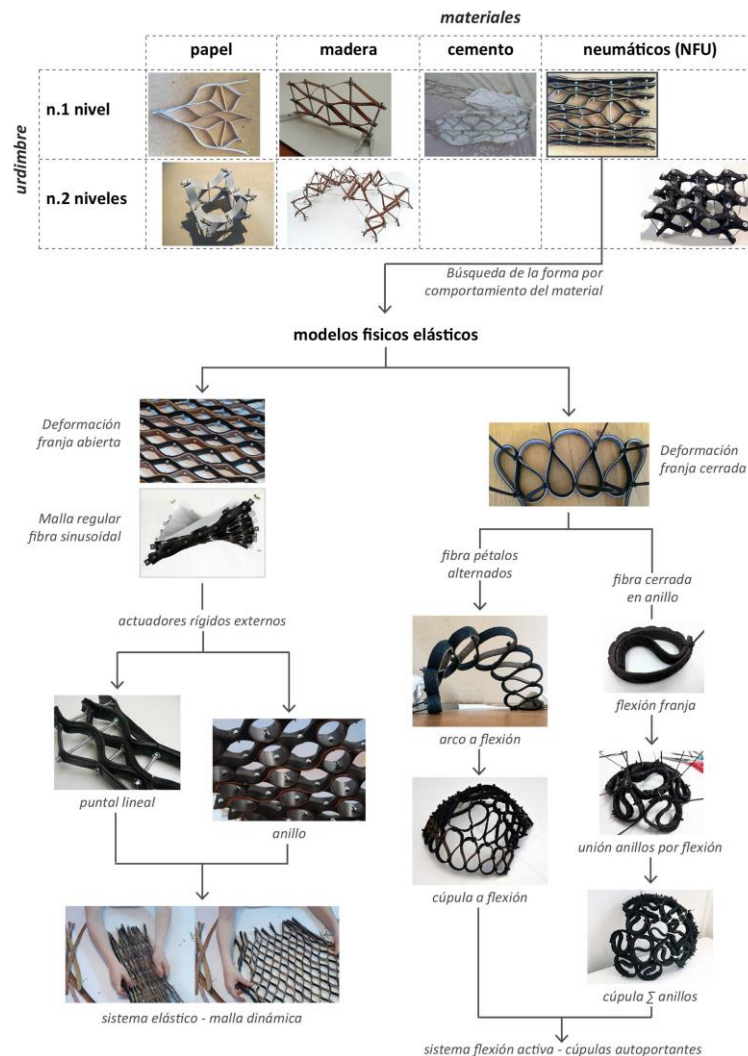 materiales
papel madera cemento neumáticos (NFU)
urdimbre
n.1 nivel
n.2 niveles
Búsqueda de la forma por
comportamiento del material
modelos fisicos elásticos
Deformación
franja abierta
Deformación
franja cerrada
Malla regular
fibra sinusoidal
fibra pétalos
alternados
fibra cerrada
en anillo
actuadores rígidos externos
flexión franja
arco a flexión
puntal lineal
anillo
unión anillos por flexión
cúpula a flexión
cúpula ∑ anillos
sistema elástico - malla dinámica
sistema flexión activa - cúpulas autoportantes